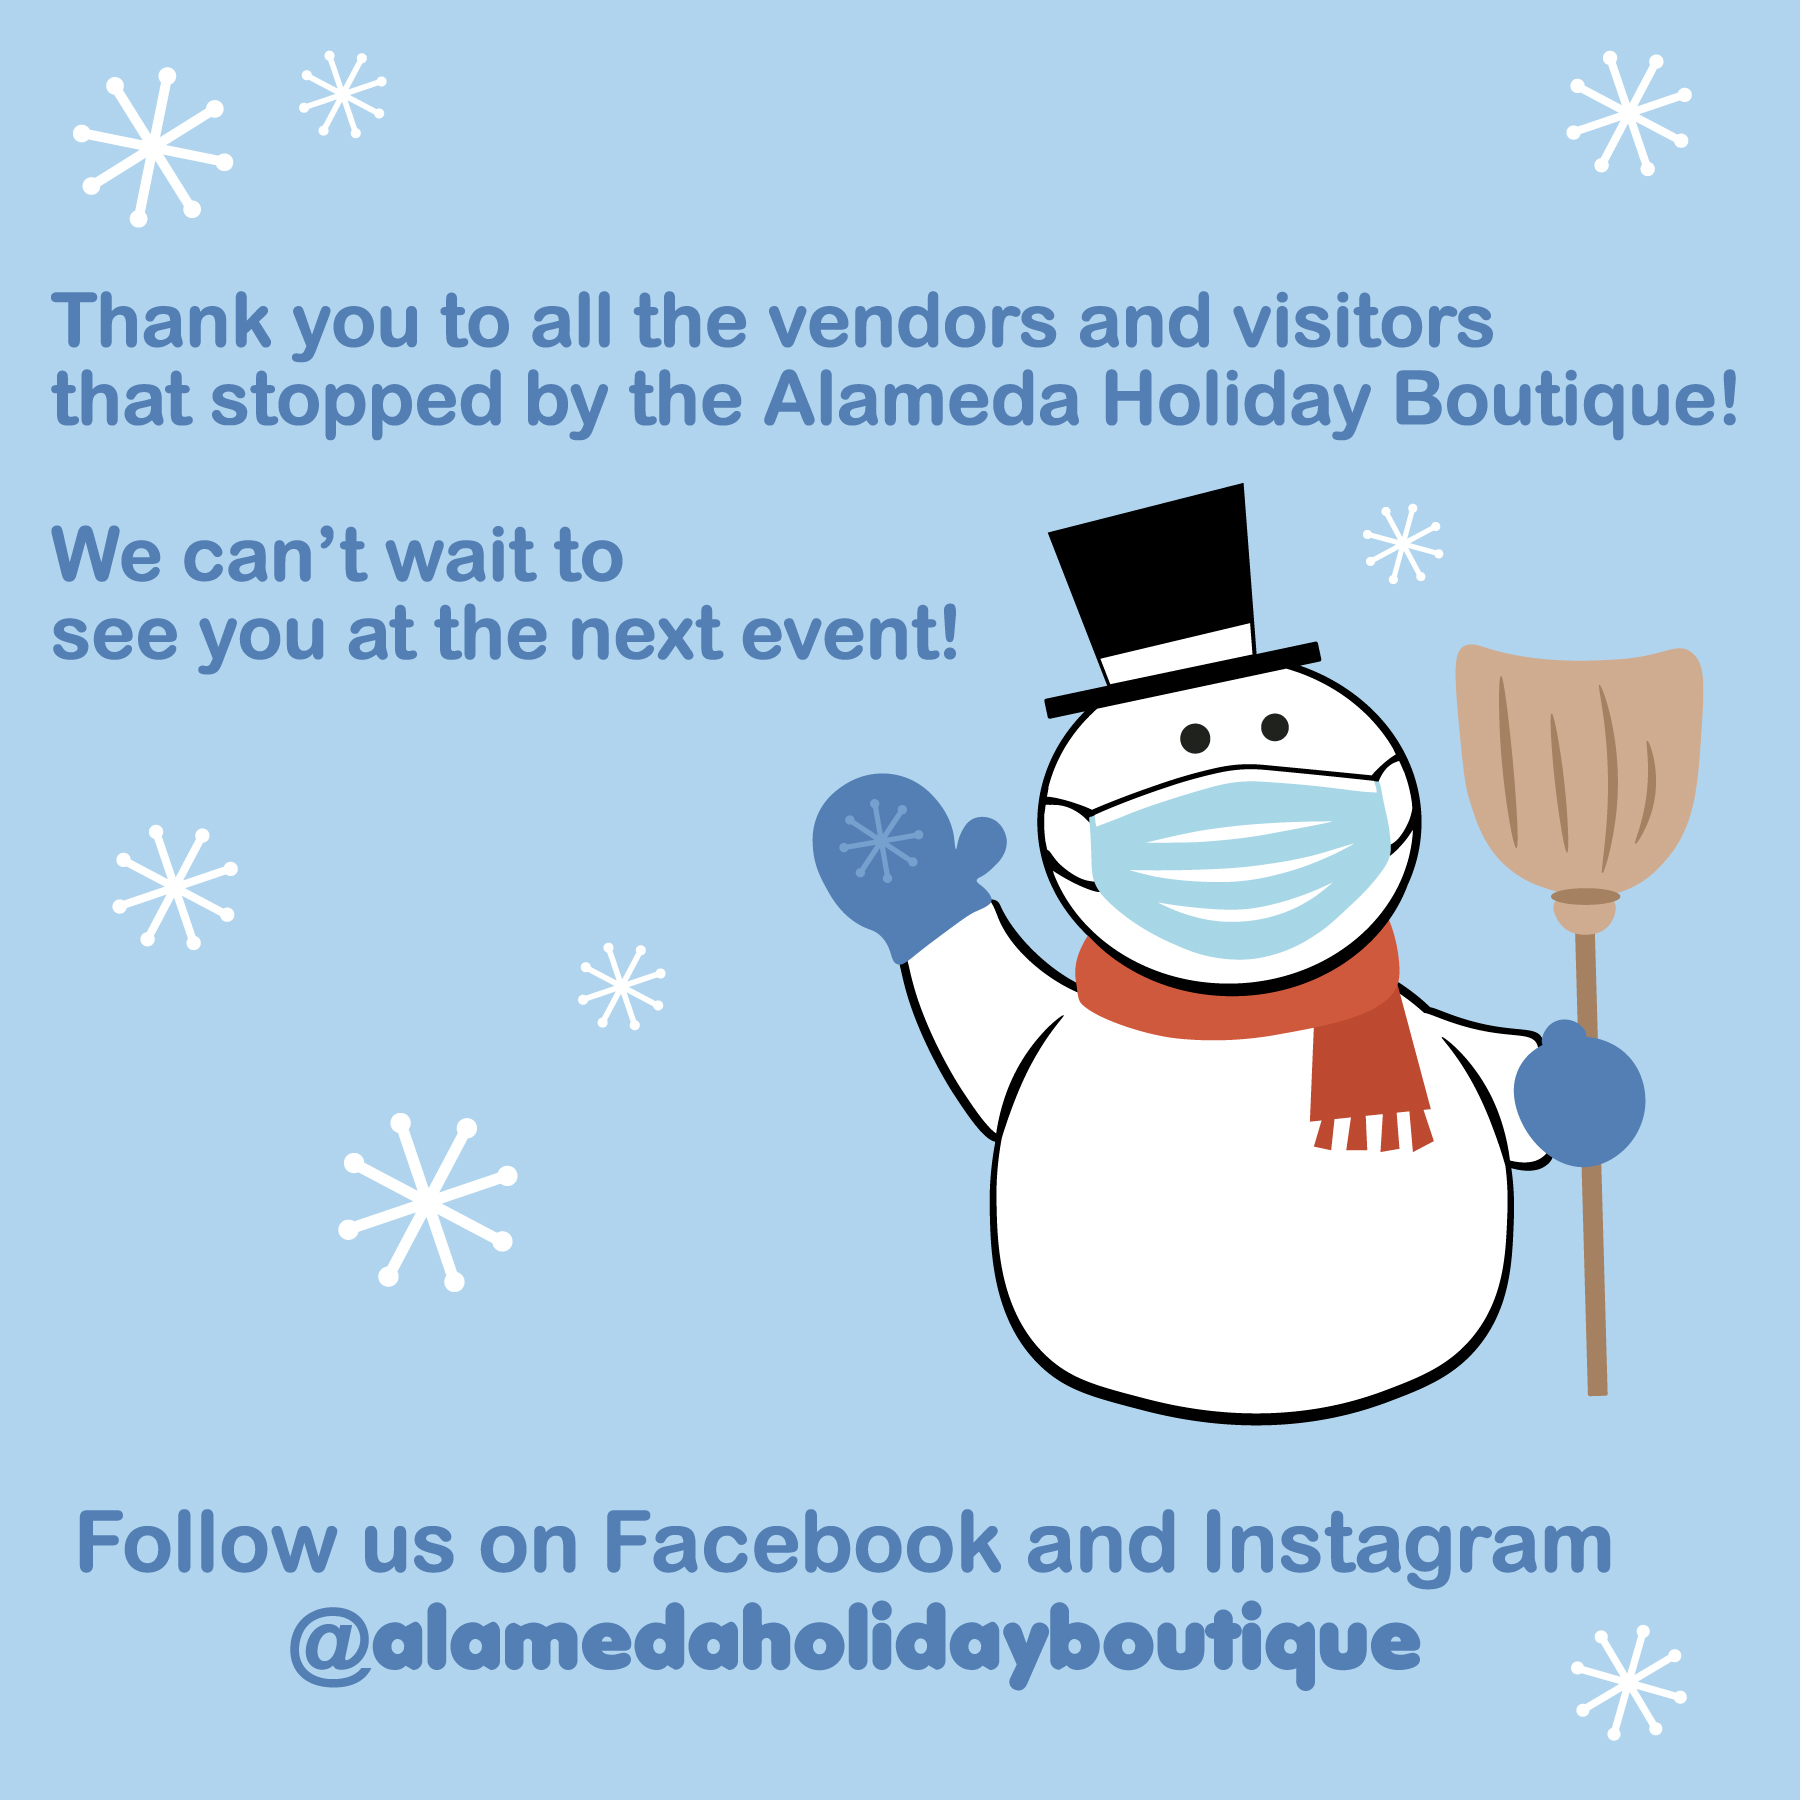 Thank you to all the vendors and visitors
that stopped by the Alameda Holiday Boutique!
We can’t wait to
see you at the next event!
Follow us on Facebook and Instagram
@alamedaholidayboutique